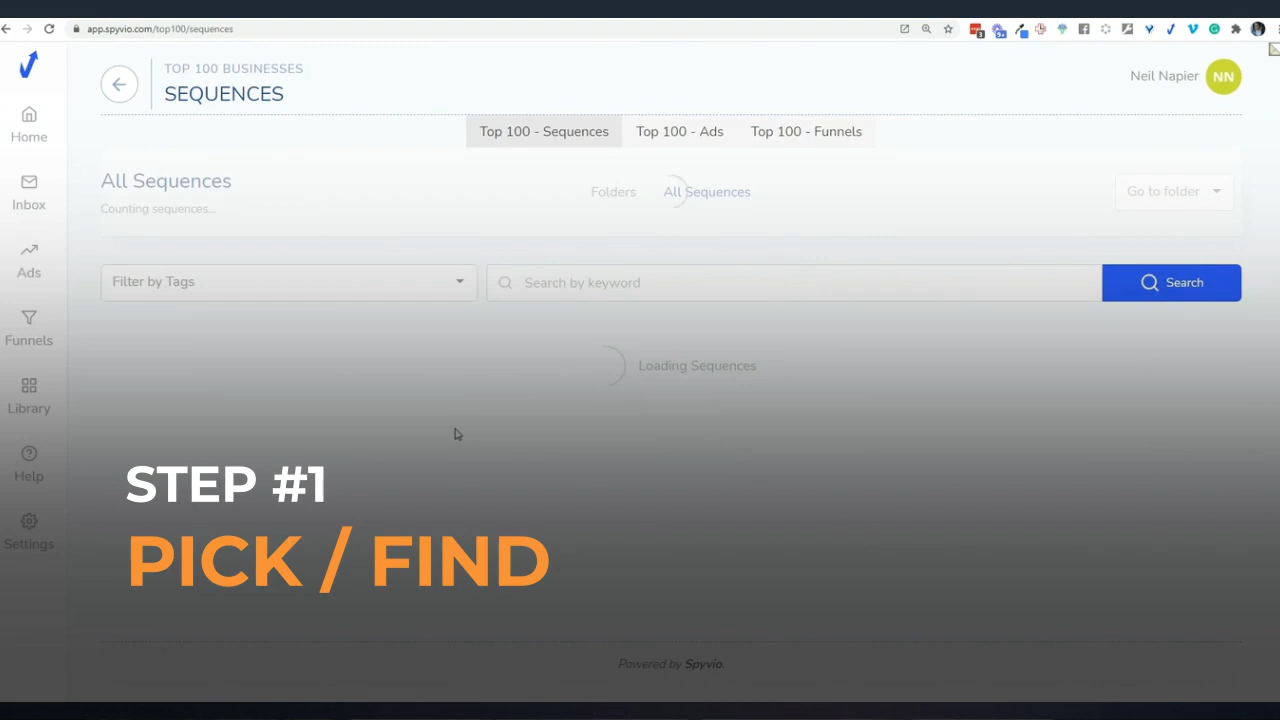 app.spyvio.com/top100/sequences
TOP 100 BUSINESSES
SEQUENCES
Neil Napier
NN
Home
Inbox
Ads
Funnels
Library
Help
Settings
Top 100 - Sequences
Top 100 - Ads
Top 100 - Funnels
All Sequences
Counting sequences...
Folders
All Sequences
Go to folder
Filter by Tags
Search by keyword
Search
Loading Sequences
STEP #1
PICK / FIND
Powered by Spyvio.